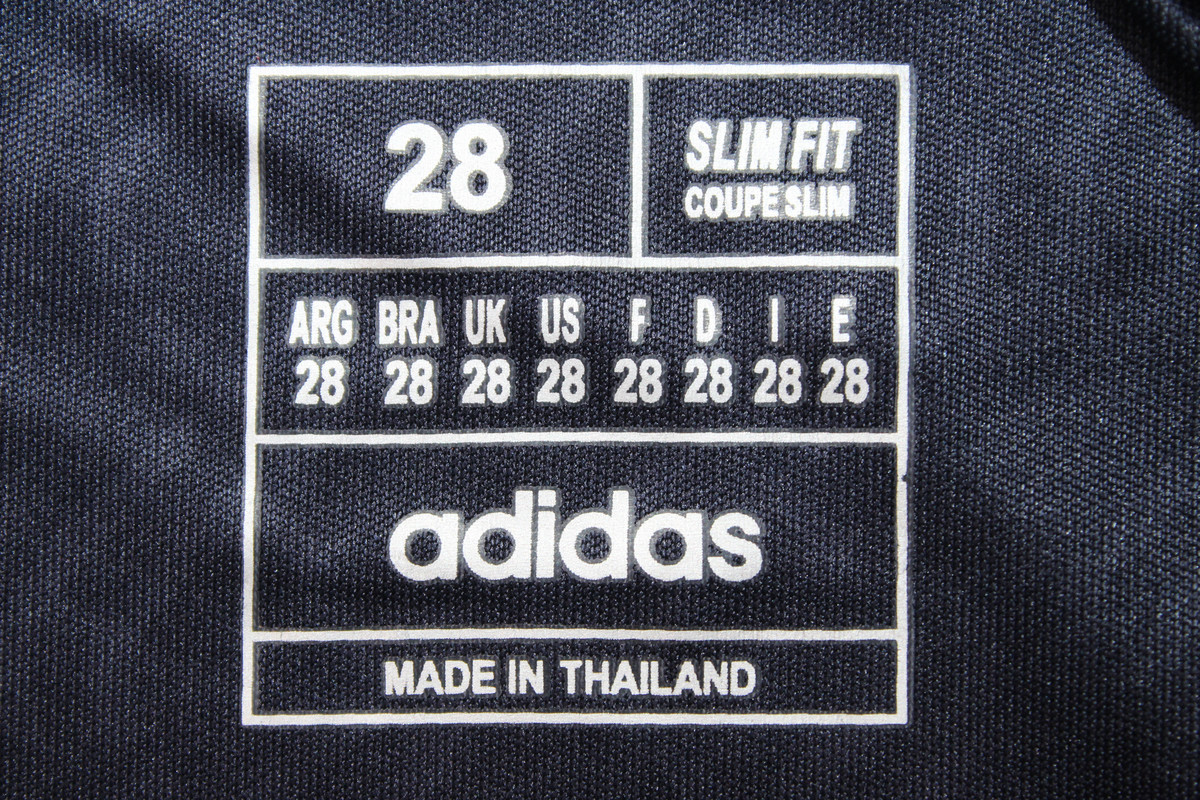 28
SLIM FIT
COUPE SLIM
ARG BRA UK US F D I E
28 28 28 28 28 28 28 28
adidas
MADE IN THAILAND